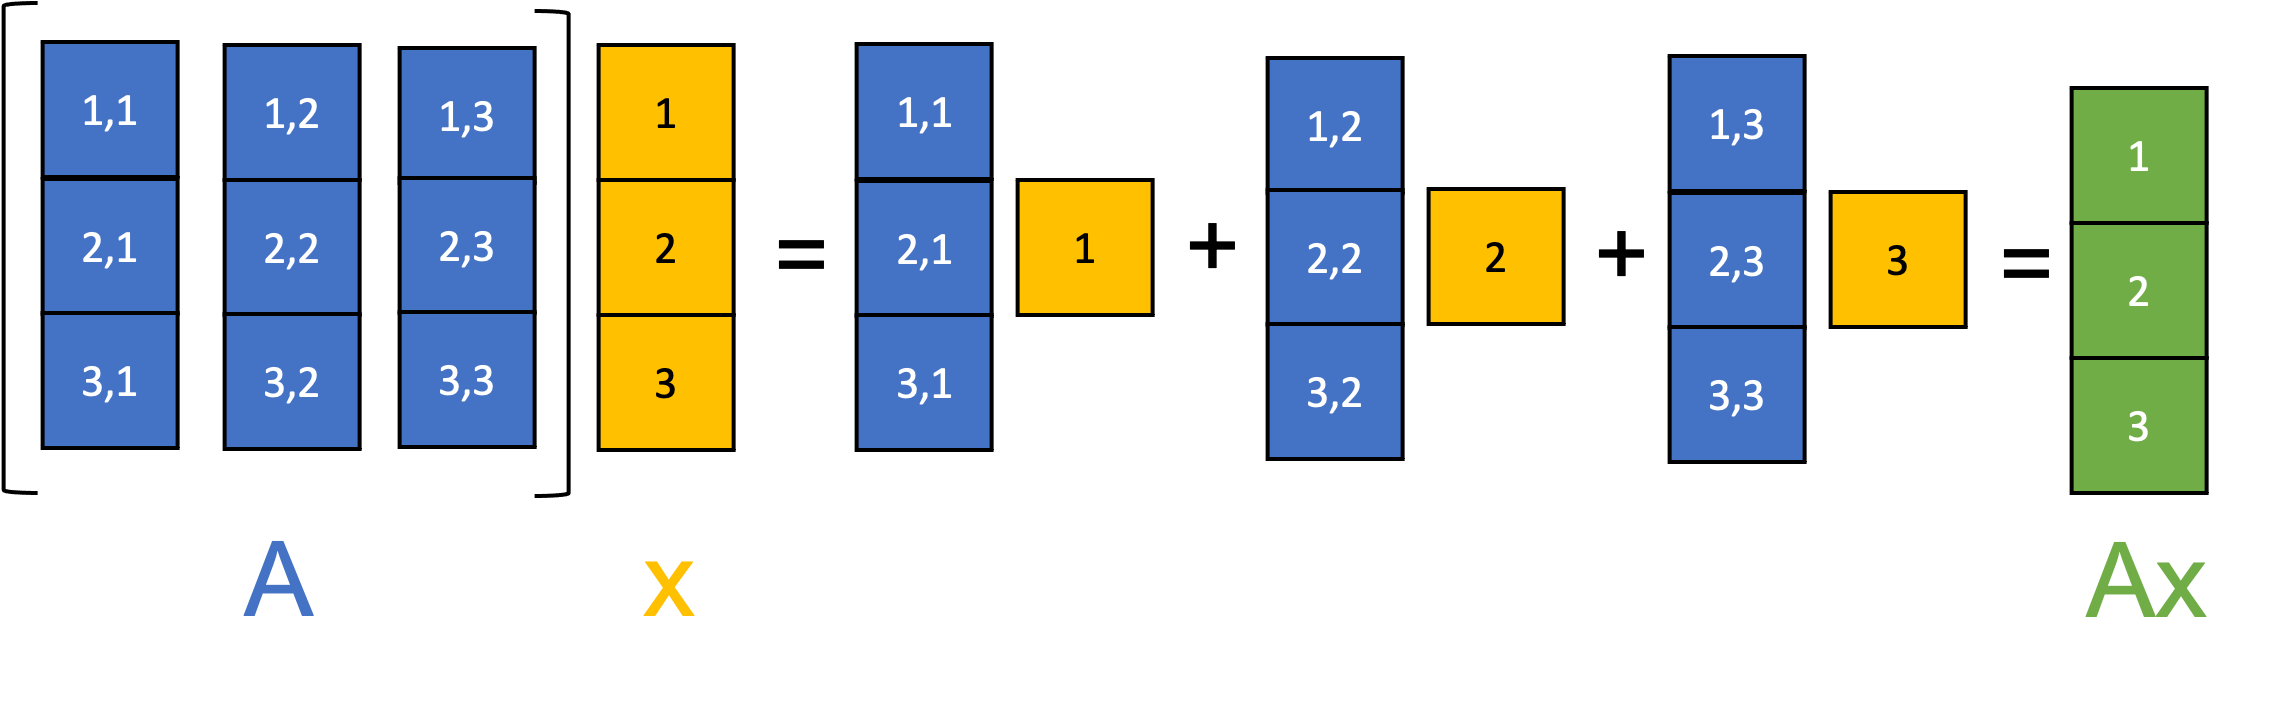 1,1 1,2 1,3 1 = 1,1 + 1,2 + 1,3 = 1
2,1 2,2 2,3 2 2,1 1 2,2 2 2,3 3 2
3,1 3,2 3,3 3 3,1 3,2 3,3 3
A x Ax